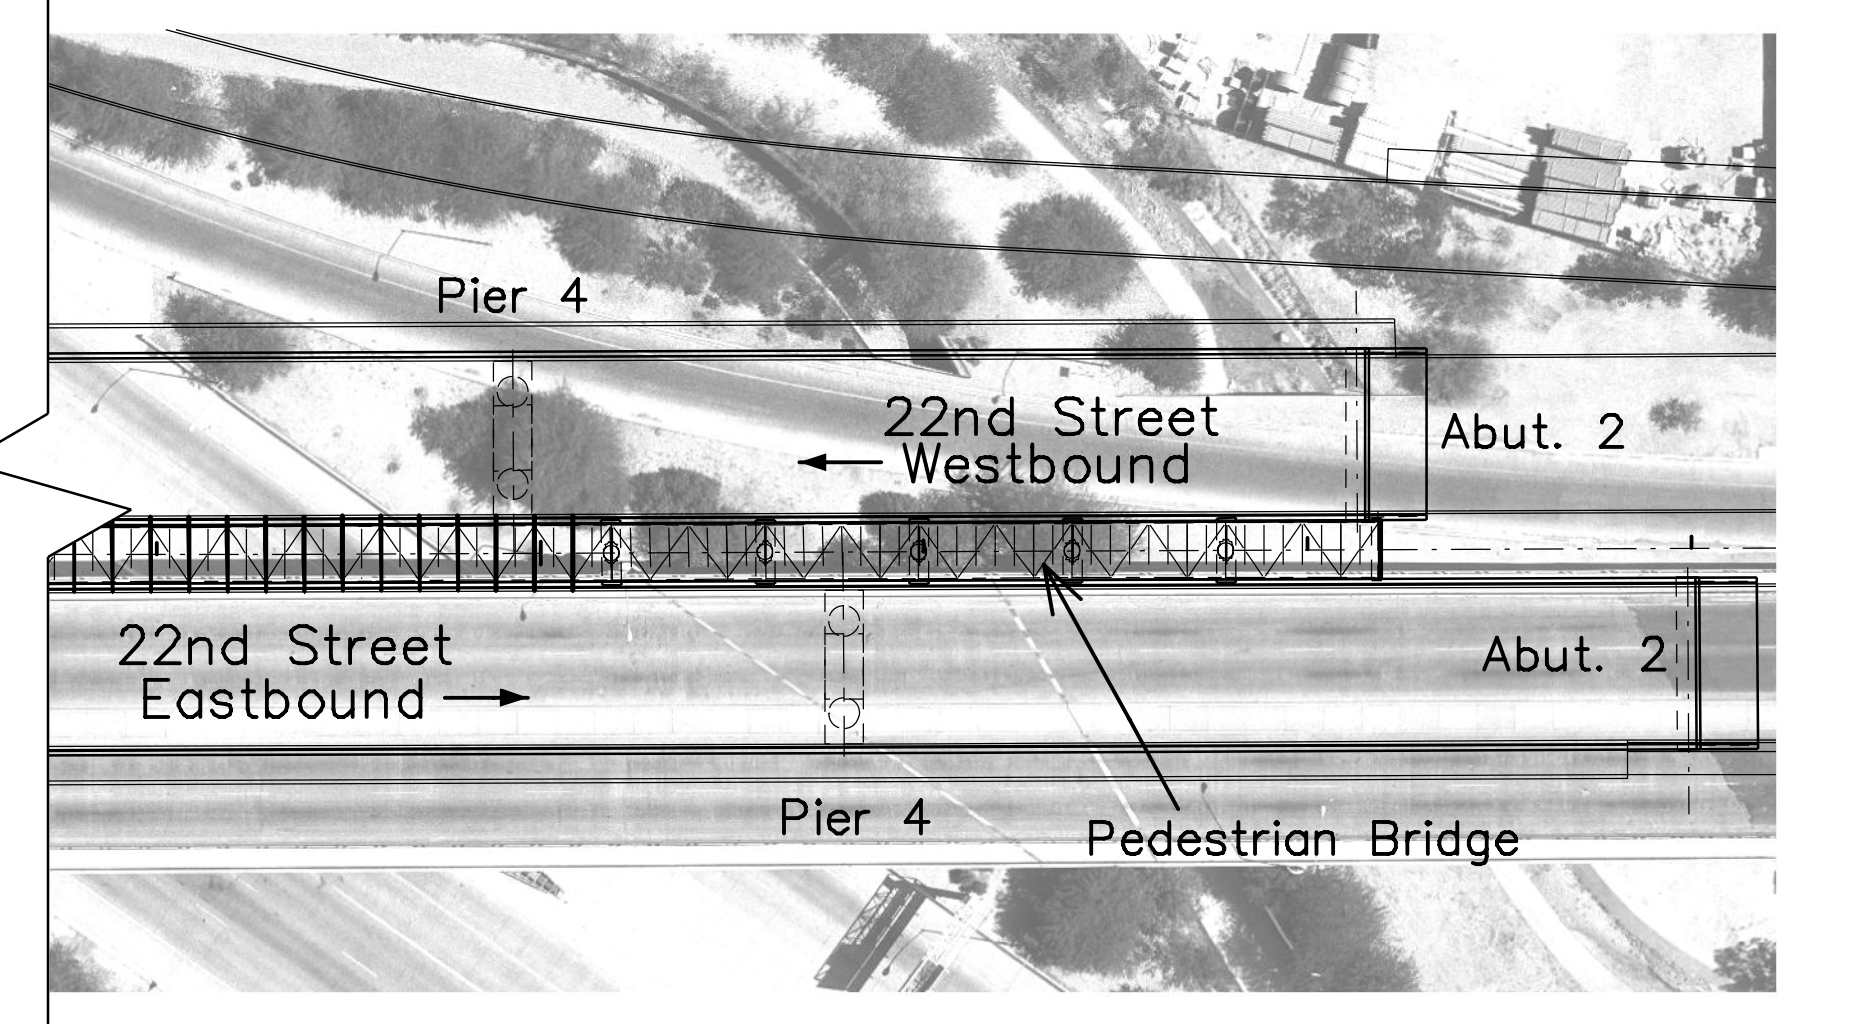 Pier 4
22nd Street
Westbound
Abut. 2
22nd Street
Eastbound
Abut. 2
Pier 4
Pedestrian Bridge